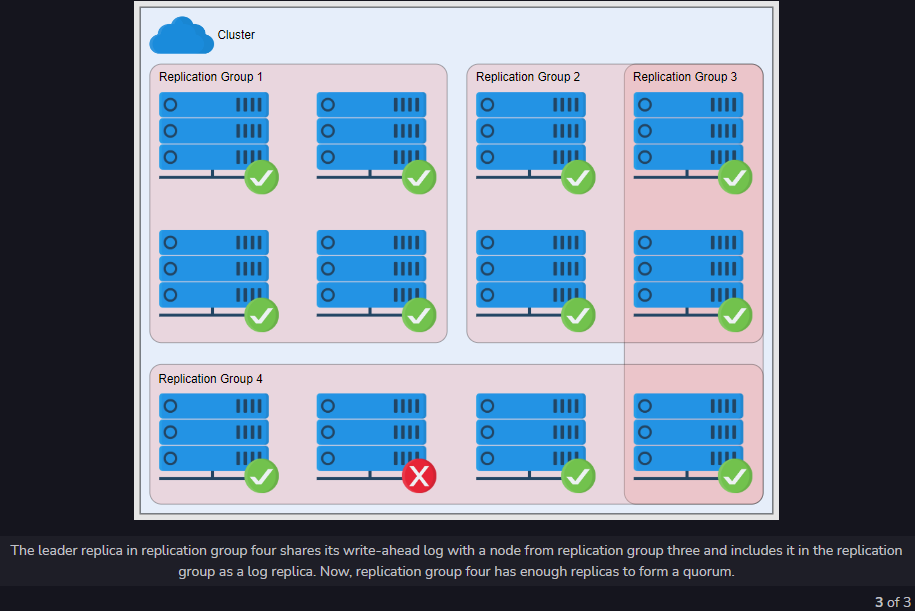 Cluster
Replication Group 1
Replication Group 2
Replication Group 3
Replication Group 4
The leader replica in replication group four shares its write-ahead log with a node from replication group three and includes it in the replication
group as a log replica. Now, replication group four has enough replicas to form a quorum.
3 of 3